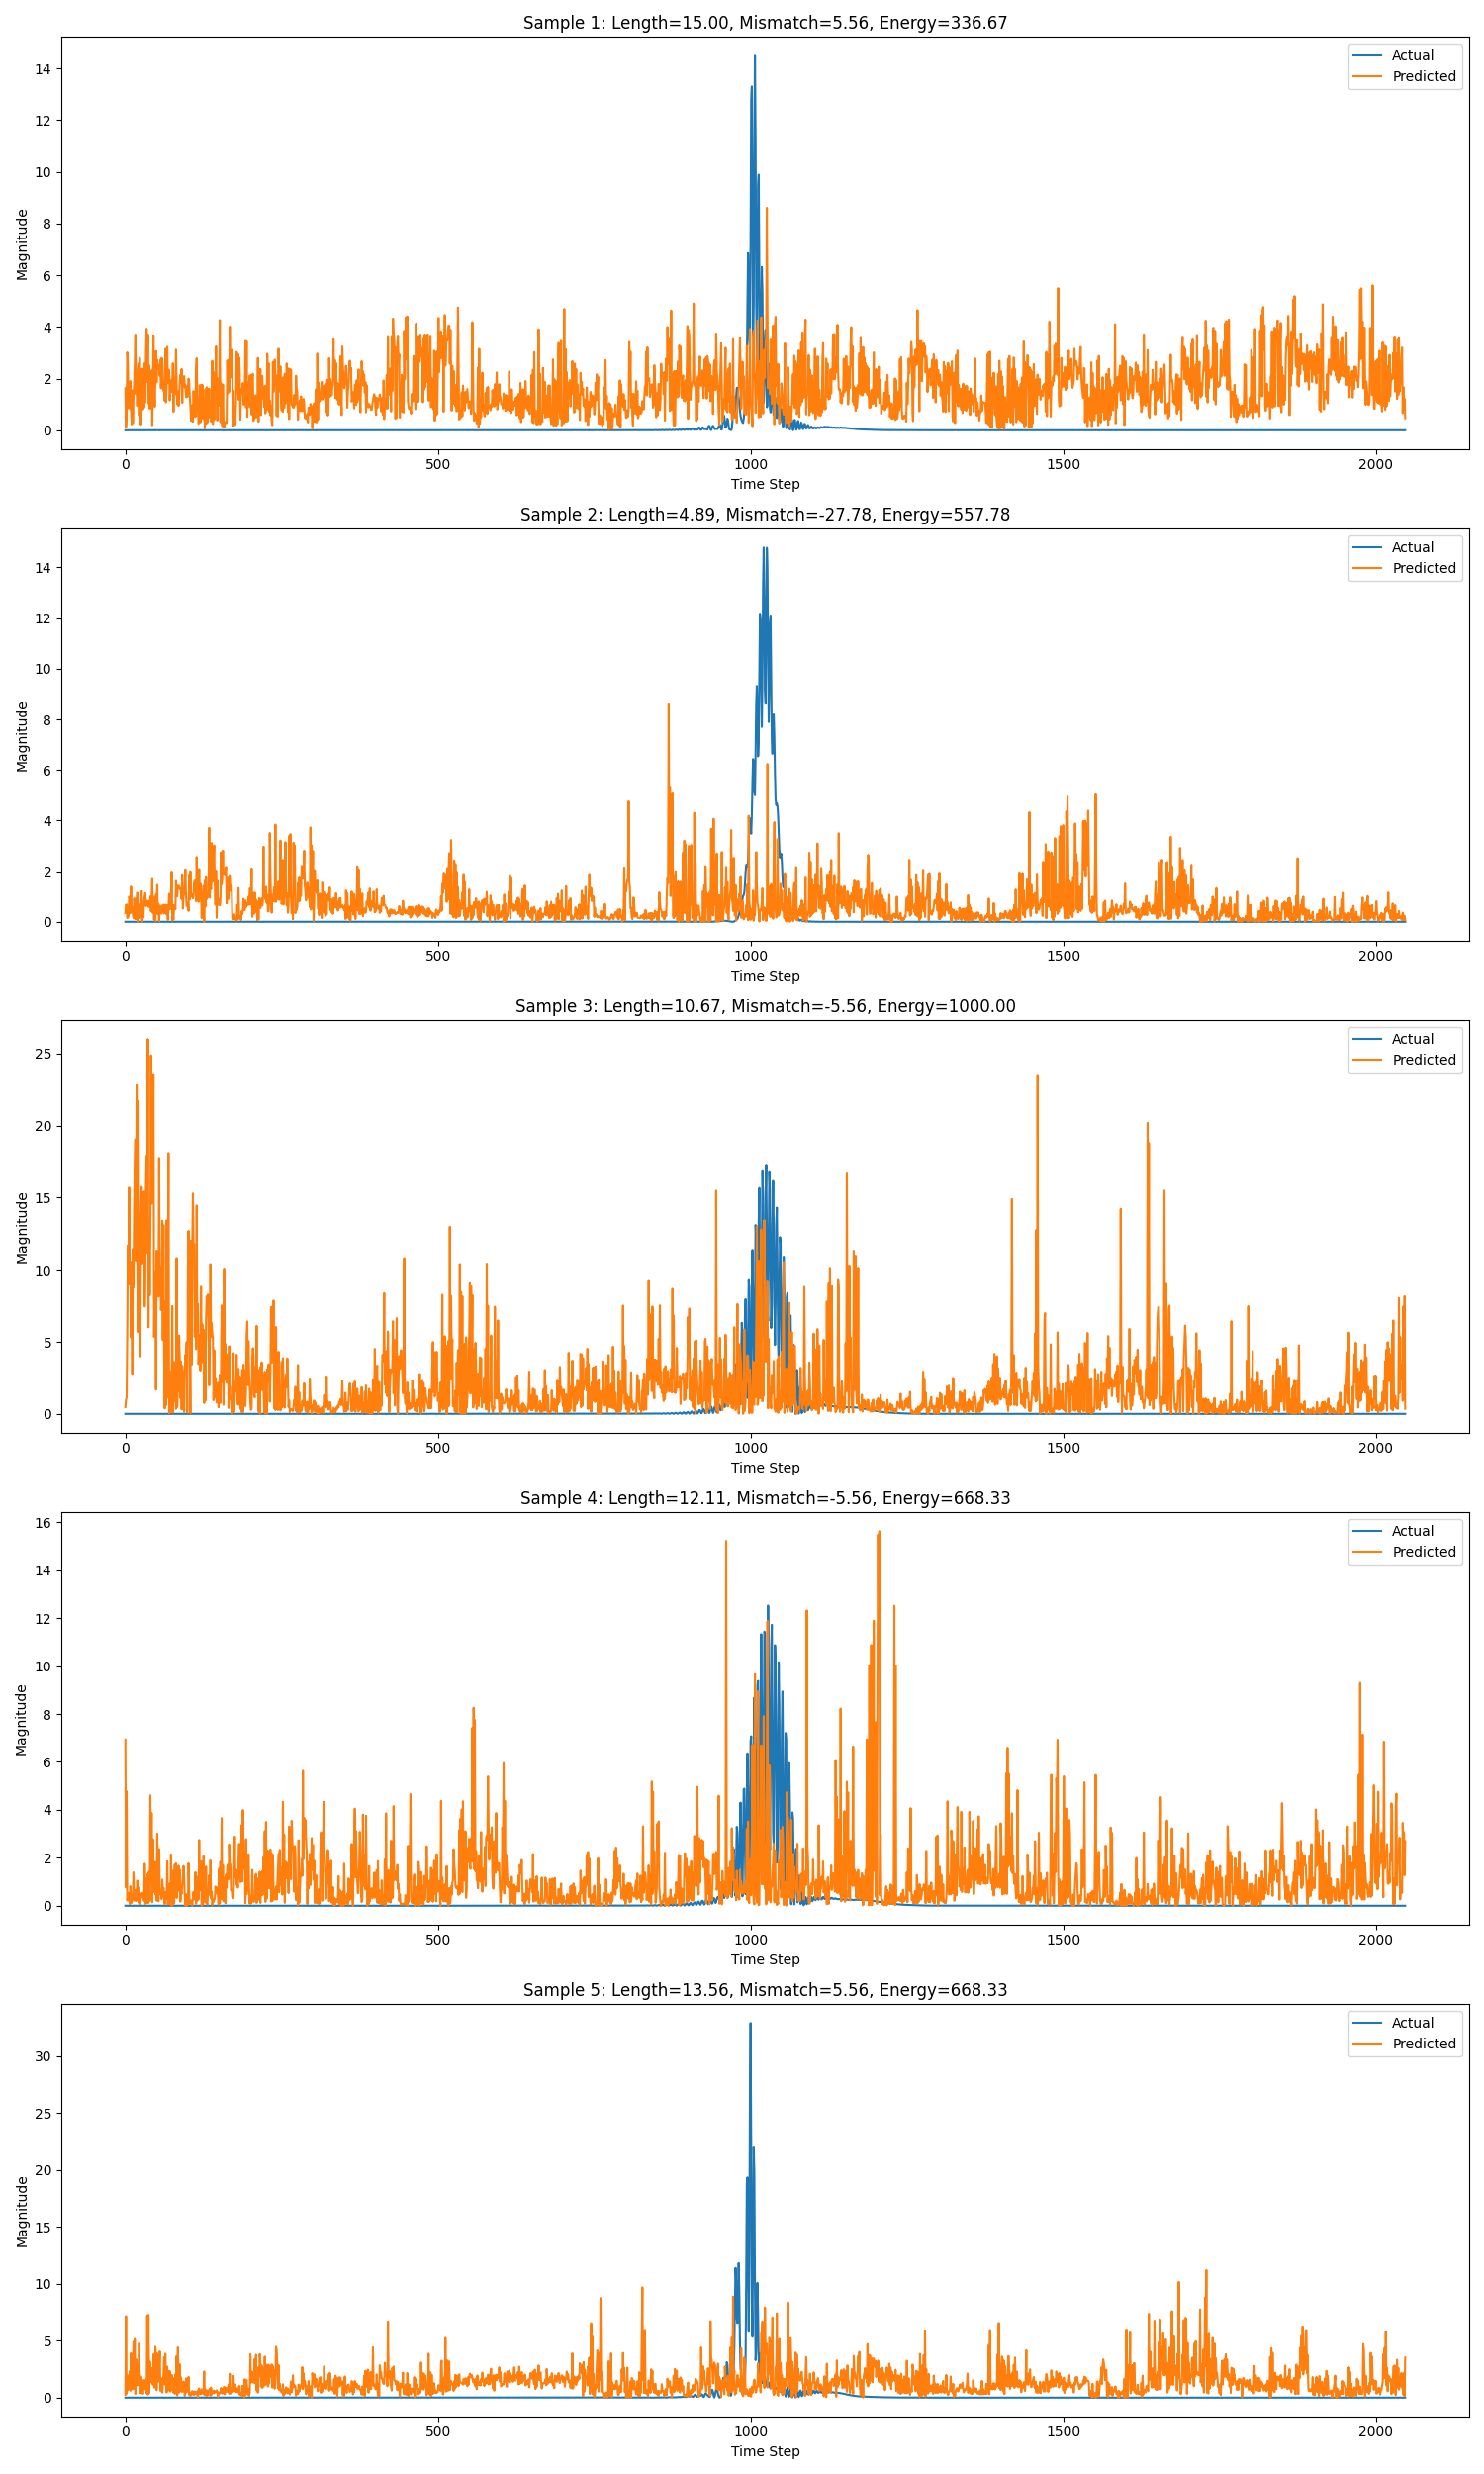 Sample 1: Length=15.00, Mismatch=5.56, Energy=336.67
Actual
Predicted
Magnitude
14
12
10
8
6
4
2
0
0 500 1000 1500 2000
Time Step
Sample 2: Length=4.89, Mismatch=-27.78, Energy=557.78
Actual
Predicted
Magnitude
14
12
10
8
6
4
2
0
0 500 1000 1500 2000
Time Step
Sample 3: Length=10.67, Mismatch=-5.56, Energy=1000.00
Actual
Predicted
Magnitude
25
20
15
10
5
0
0 500 1000 1500 2000
Time Step
Sample 4: Length=12.11, Mismatch=-5.56, Energy=668.33
Actual
Predicted
Magnitude
16
14
12
10
8
6
4
2
0
0 500 1000 1500 2000
Time Step
Sample 5: Length=13.56, Mismatch=5.56, Energy=668.33
Actual
Predicted
Magnitude
30
25
20
15
10
5
0
0 500 1000 1500 2000
Time Step